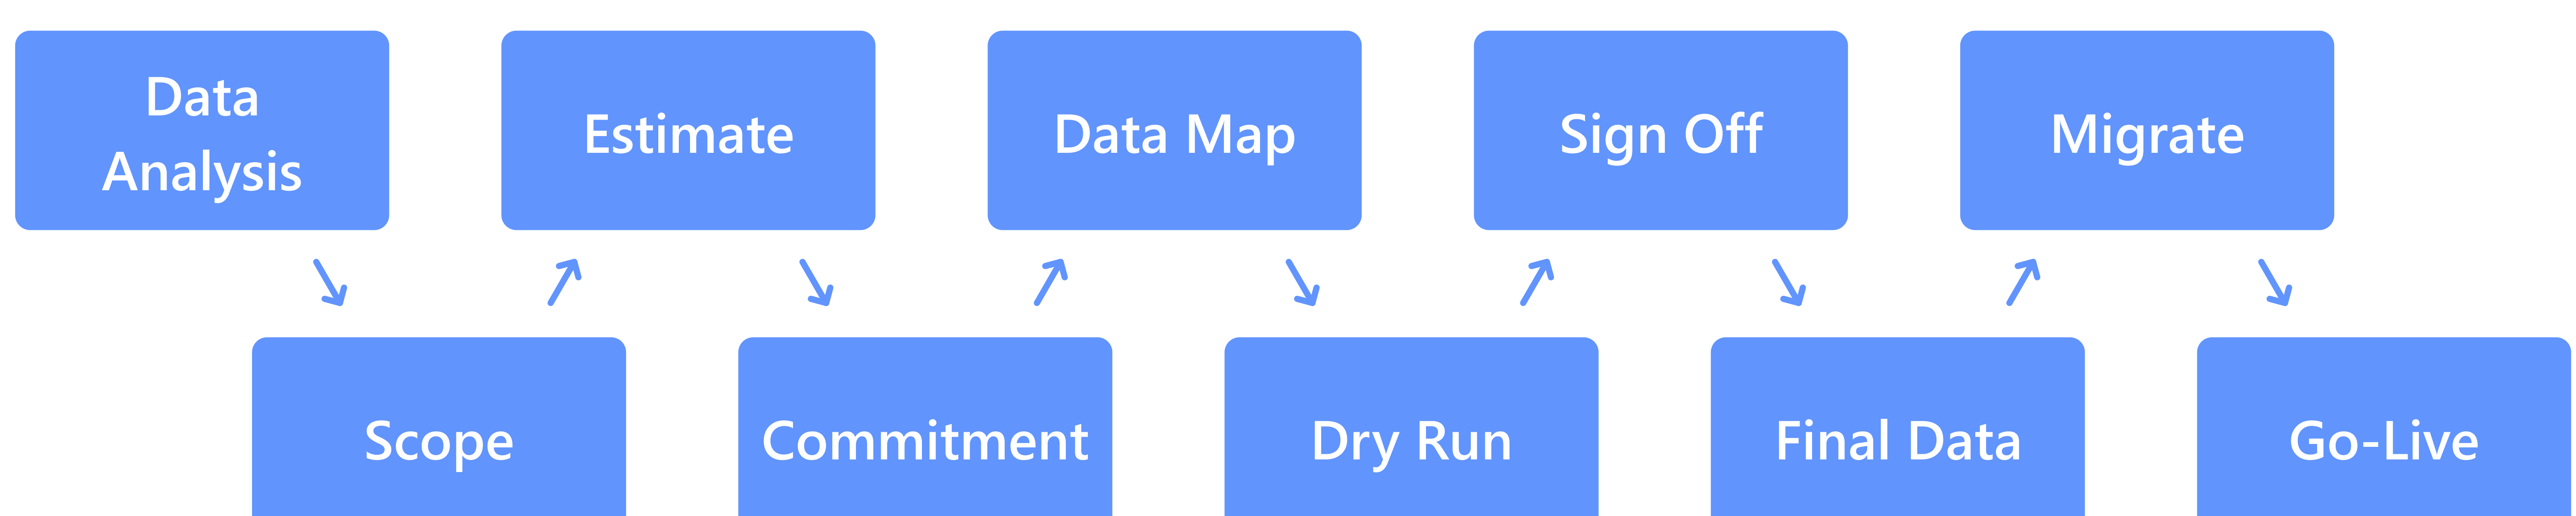 Data
Analysis
Scope
Estimate
Commitment
Data Map
Dry Run
Sign Off
Final Data
Migrate
Go-Live